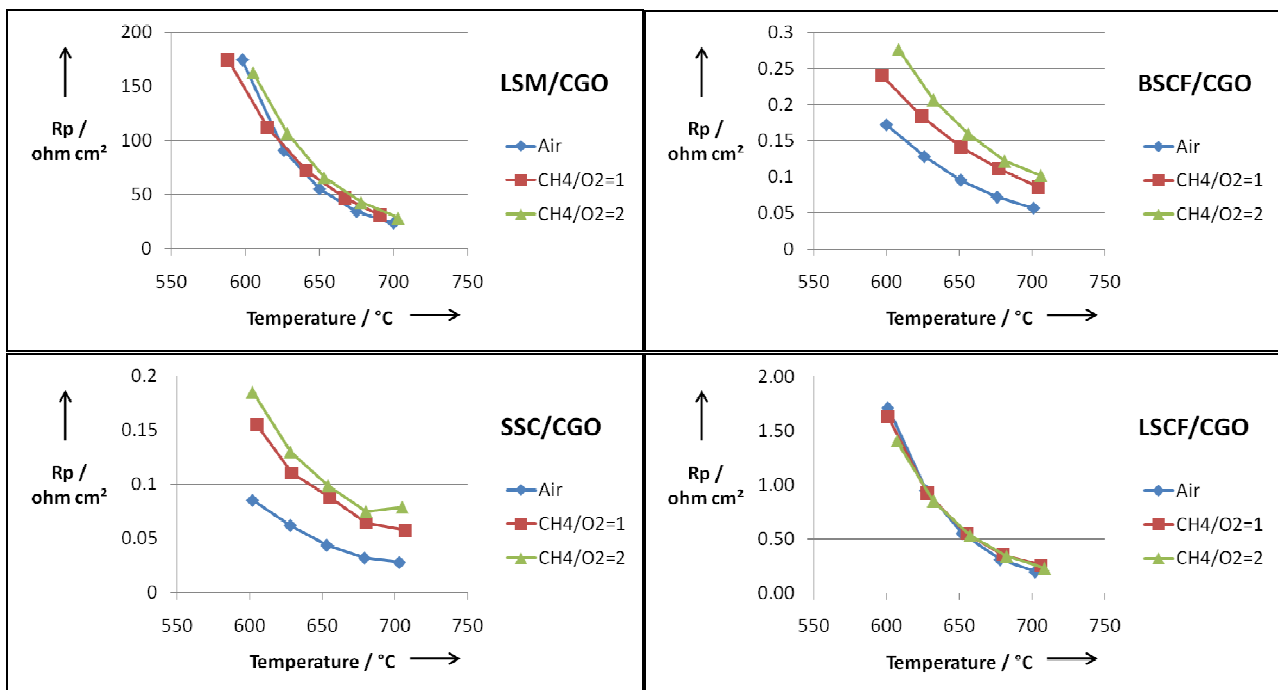 LSM/CGO
200
150
100
50
0
Rp /
ohm cm²
550 600 650 700 750
Temperature / °C
Air
CH4/O2=1
CH4/O2=2
BSCF/CGO
0.3
0.25
0.2
0.15
0.1
0.05
0
Rp /
ohm cm²
550 600 650 700 750
Temperature / °C
Air
CH4/O2=1
CH4/O2=2
SSC/CGO
0.2
0.15
0.1
0.05
0
Rp /
ohm cm²
550 600 650 700 750
Temperature / °C
Air
CH4/O2=1
CH4/O2=2
LSCF/CGO
2.00
1.50
1.00
0.50
0.00
Rp /
ohm cm²
550 600 650 700 750
Temperature / °C
Air
CH4/O2=1
CH4/O2=2